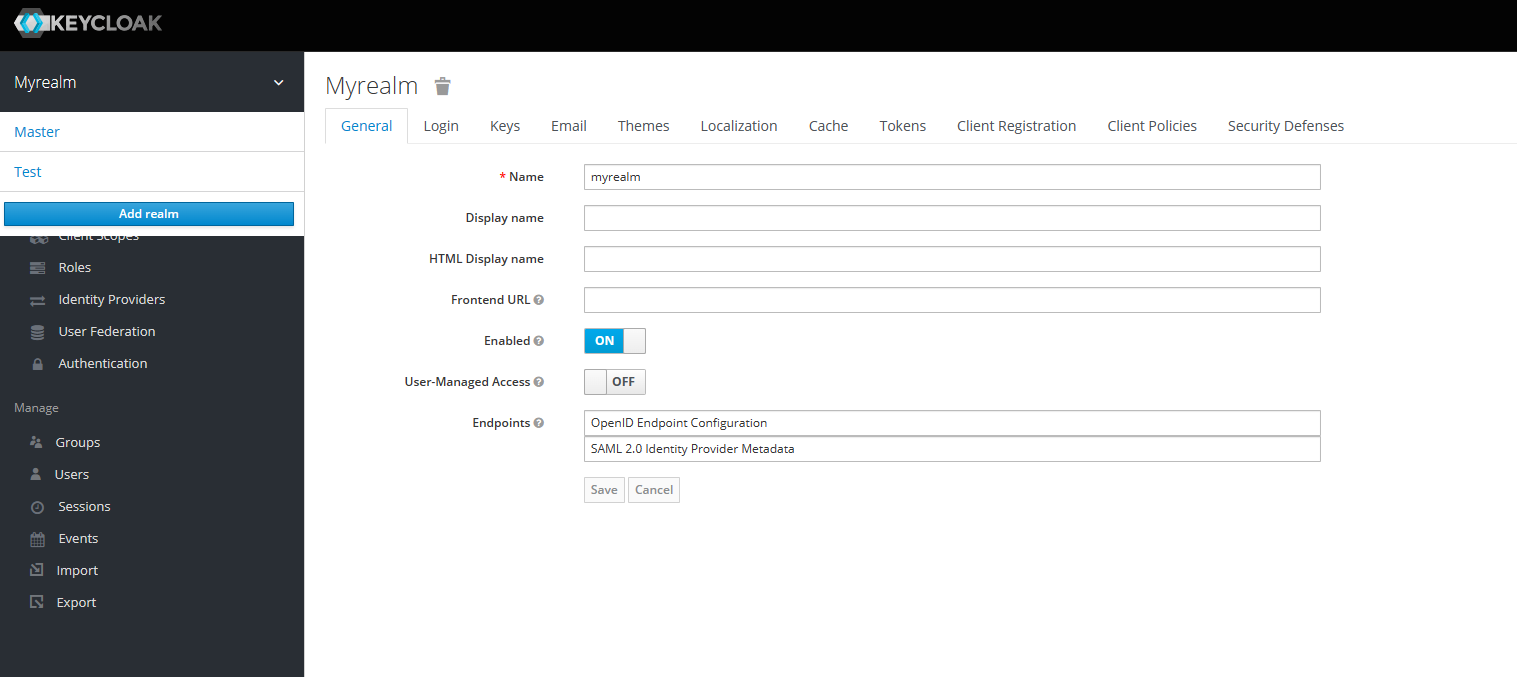 KEYCLOAK
Myrealm
Master
Test
Add realm
Client Scopes
Roles
Identity Providers
User Federation
Authentication
Manage
Groups
Users
Sessions
Events
Import
Export
Myrealm
General Login Keys Email Themes Localization Cache Tokens Client Registration Client Policies Security Defenses
* Name myrealm
Display name
HTML Display name
Frontend URL ?
Enabled ? ON
User-Managed Access ? OFF
Endpoints ? OpenID Endpoint Configuration
SAML 2.0 Identity Provider Metadata
Save Cancel